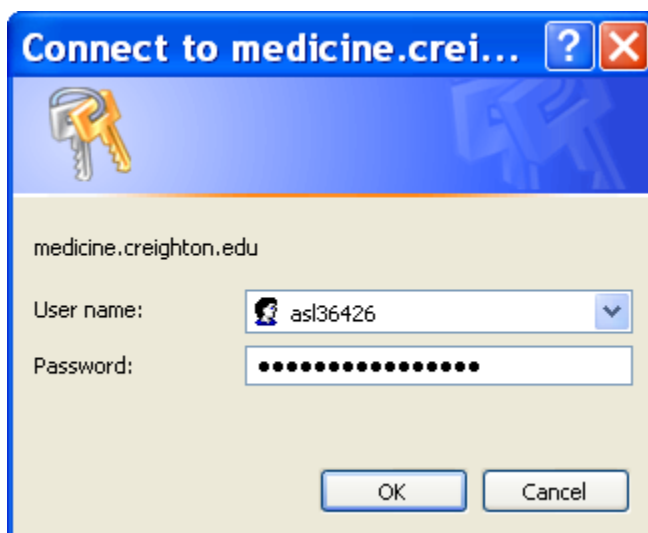 Connect to medicine.crei...
medicine.creighton.edu
User name: asl36426
Password: ●●●●●●●●●●●●●●●●
OK Cancel